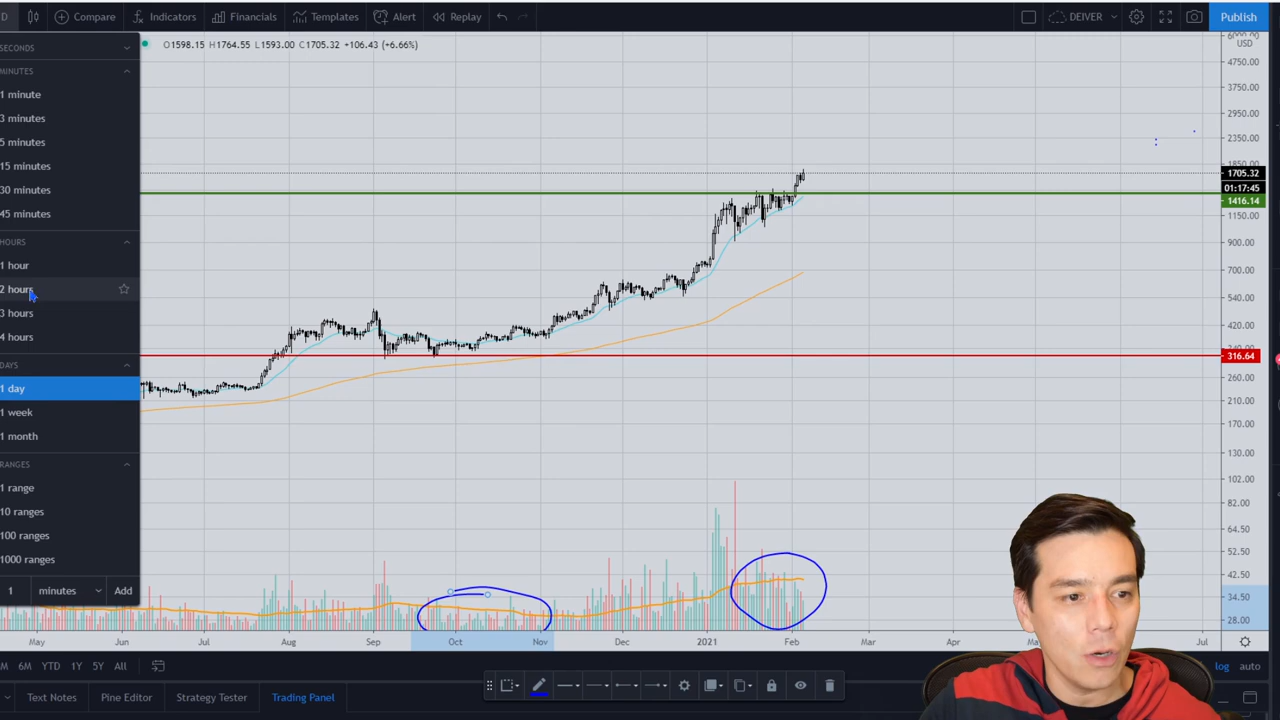 D Compare Indicators Financials Templates Alert Replay DEIVER Publish
O1598.15 H1764.55 L1593.00 C1705.32 +106.43 (+6.66%)
SECONDS
MINUTES
1 minute
3 minutes
5 minutes
15 minutes
30 minutes
45 minutes
HOURS
1 hour
2 hours
3 hours
4 hours
DAYS
1 day
1 week
1 month
RANGES
1 range
10 ranges
100 ranges
1000 ranges
1 minutes Add
USD
4750.00
3750.00
2950.00
2350.00
1850.00
1705.32
01:17:45
1416.14
1150.00
900.00
700.00
540.00
420.00
340.00
316.64
260.00
210.00
170.00
130.00
102.00
82.00
64.50
52.50
42.50
34.50
28.00
May Jun Jul Aug Sep Oct Nov Dec 2021 Feb Mar Apr Jul
M 6M YTD 1Y 5Y All log auto
Text Notes Pine Editor Strategy Tester Trading Panel